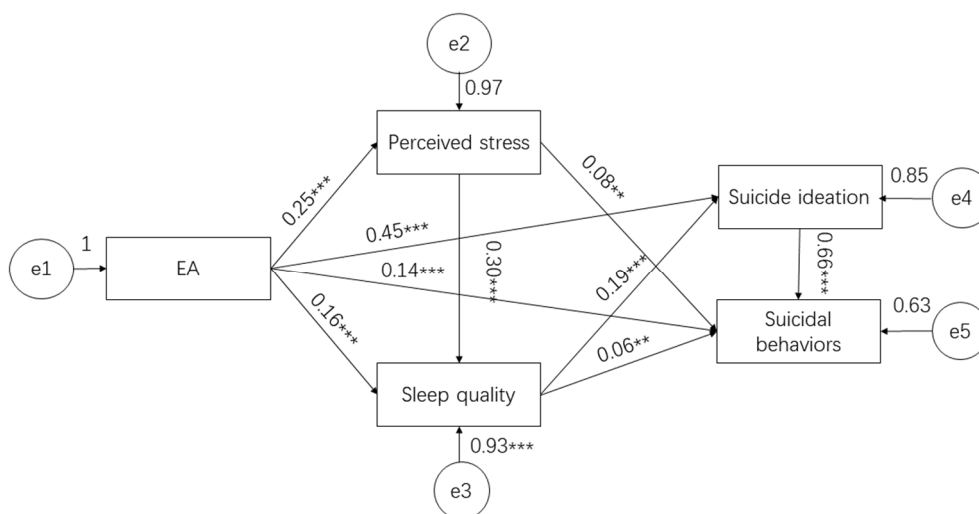 e2
0.97
Perceived stress
0.08**
0.25***
Suicide ideation
0.85
e4
0.45***
1
e1
EA
0.14***
0.30***
0.19***
0.66***
0.16***
Suicidal
behaviors
0.63
e5
0.06**
Sleep quality
0.93***
e3